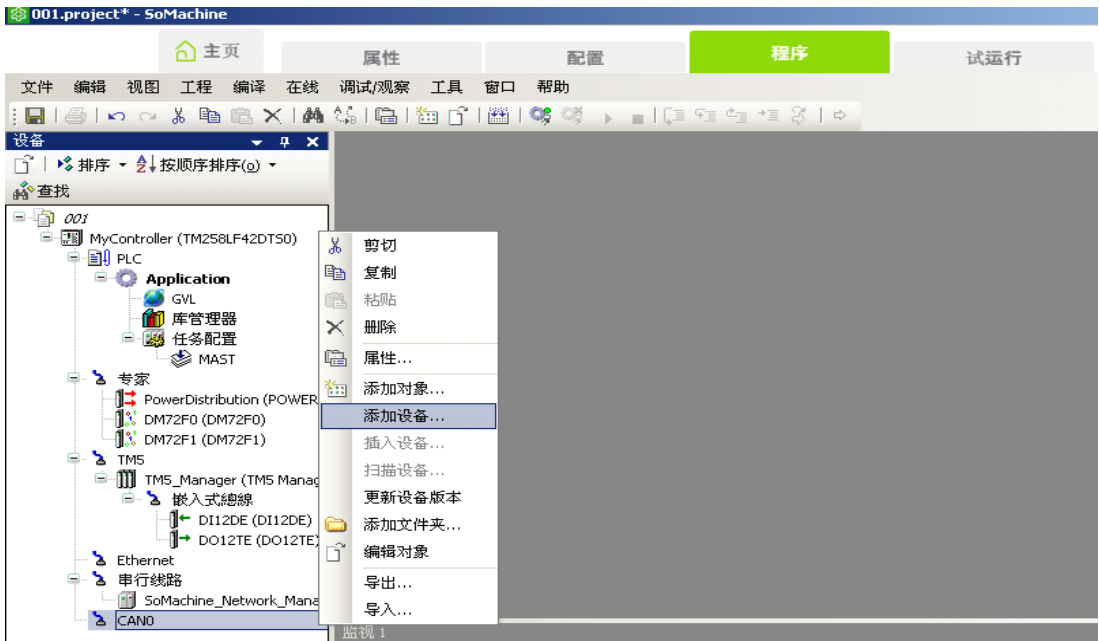 001.project* - SoMachine
主页 属性 配置 程序 试运行
文件 编辑 视图 工程 编译 在线 调试/观察 工具 窗口 帮助
设备
排序 按顺序排序(o)
查找
001
MyController (TM258LF42DTS0)
PLC
Application
GVL
库管理器
任务配置
MAST
专家
PowerDistribution (POWER
DM72F0 (DM72F0)
DM72F1 (DM72F1)
TM5
TM5_Manager (TM5 Manag
嵌入式總線
DI12DE (DI12DE)
DO12TE (DO12TE)
Ethernet
串行线路
SoMachine_Network_Mana
CAN0
剪切
复制
粘贴
删除
属性...
添加对象...
添加设备...
插入设备...
扫描设备...
更新设备版本
添加文件夹...
编辑对象
导出...
导入...
监视 1